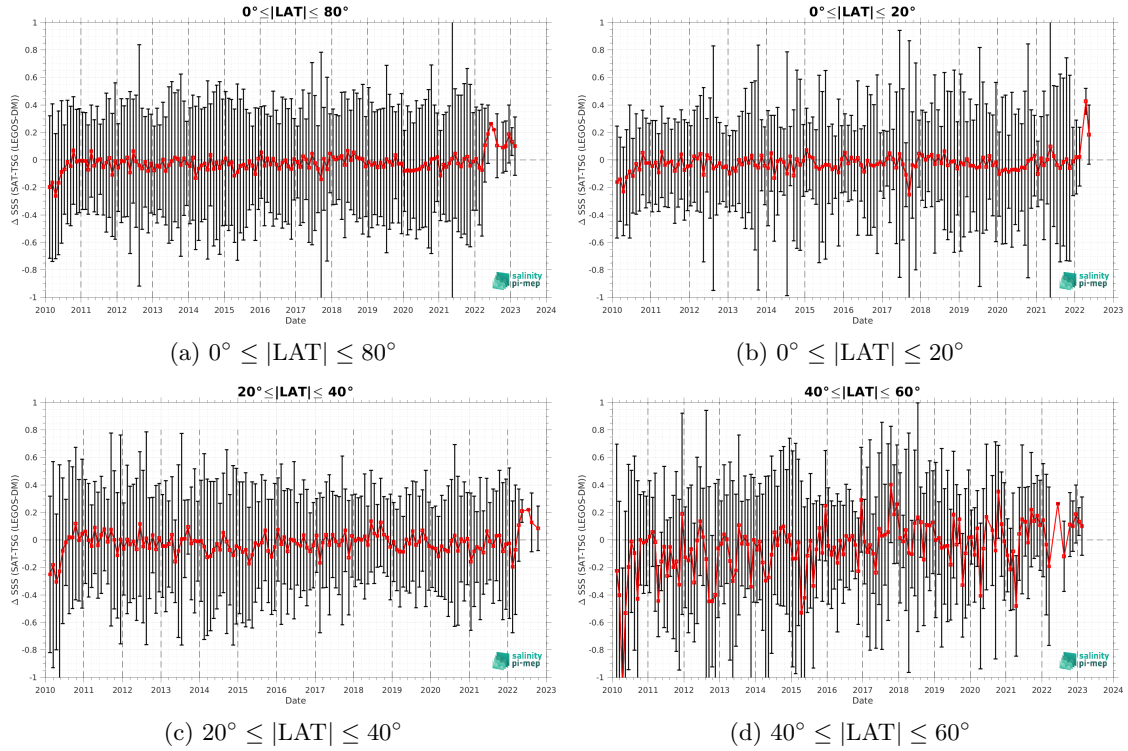 0°≤|LAT|≤ 80°
Δ SSS (SAT-TSG (LEGOS-DM))
1
0.8
0.6
0.4
0.2
0
-0.2
-0.4
-0.6
-0.8
-1
2010 2011 2012 2013 2014 2015 2016 2017 2018 2019 2020 2021 2022 2023 2024
Date
salinity
pi-mep
(a) 0° ≤ |LAT| ≤ 80°
0°≤|LAT|≤ 20°
Δ SSS (SAT-TSG (LEGOS-DM))
1
0.8
0.6
0.4
0.2
0
-0.2
-0.4
-0.6
-0.8
-1
2010 2011 2012 2013 2014 2015 2016 2017 2018 2019 2020 2021 2022 2023
Date
salinity
pi-mep
(b) 0° ≤ |LAT| ≤ 20°
20°≤|LAT|≤ 40°
Δ SSS (SAT-TSG (LEGOS-DM))
1
0.8
0.6
0.4
0.2
0
-0.2
-0.4
-0.6
-0.8
-1
2010 2011 2012 2013 2014 2015 2016 2017 2018 2019 2020 2021 2022 2023
Date
salinity
pi-mep
(c) 20° ≤ |LAT| ≤ 40°
40°≤|LAT|≤ 60°
Δ SSS (SAT-TSG (LEGOS-DM))
1
0.8
0.6
0.4
0.2
0
-0.2
-0.4
-0.6
-0.8
-1
2010 2011 2012 2013 2014 2015 2016 2017 2018 2019 2020 2021 2022 2023 2024
Date
salinity
pi-mep
(d) 40° ≤ |LAT| ≤ 60°